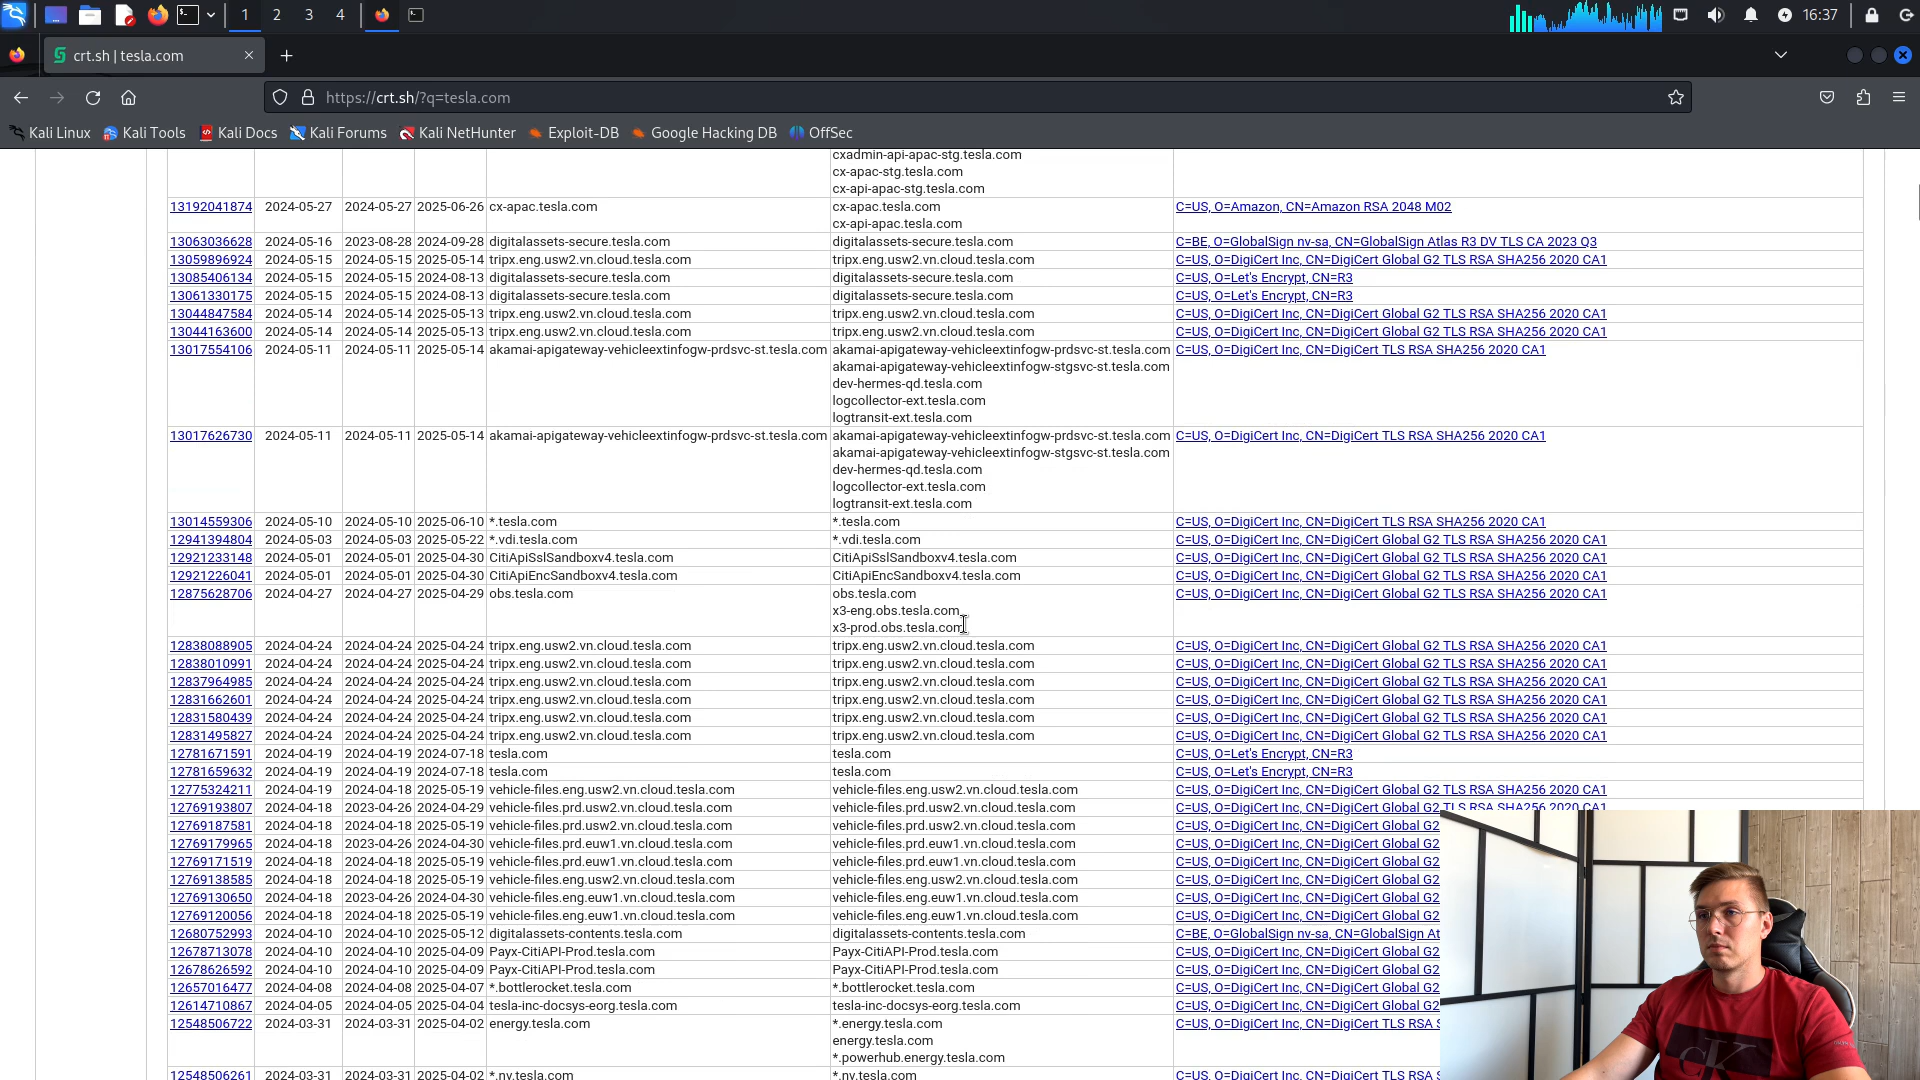 1 2 3 4 16:37
crt.sh | tesla.com
https://crt.sh/?q=tesla.com
Kali Linux Kali Tools Kali Docs Kali Forums Kali NetHunter Exploit-DB Google Hacking DB OffSec
cxadmin-api-apac-stg.tesla.com
cx-apac-stg.tesla.com
cx-api-apac-stg.tesla.com
13192041874 2024-05-27 2024-05-27 2025-06-26 cx-apac.tesla.com cx-apac.tesla.com C=US, O=Amazon, CN=Amazon RSA 2048 M02
cx-api-apac.tesla.com
13063036628 2024-05-16 2023-08-28 2024-09-28 digitalassets-secure.tesla.com digitalassets-secure.tesla.com C=BE, O=GlobalSign nv-sa, CN=GlobalSign Atlas R3 DV TLS CA 2023 Q3
13059896924 2024-05-15 2024-05-15 2025-05-14 tripx.eng.usw2.vn.cloud.tesla.com tripx.eng.usw2.vn.cloud.tesla.com C=US, O=DigiCert Inc, CN=DigiCert Global G2 TLS RSA SHA256 2020 CA1
13085406134 2024-05-15 2024-05-15 2024-08-13 digitalassets-secure.tesla.com digitalassets-secure.tesla.com C=US, O=Let's Encrypt, CN=R3
13061330175 2024-05-15 2024-05-15 2024-08-13 digitalassets-secure.tesla.com digitalassets-secure.tesla.com C=US, O=Let's Encrypt, CN=R3
13044847584 2024-05-14 2024-05-14 2025-05-13 tripx.eng.usw2.vn.cloud.tesla.com tripx.eng.usw2.vn.cloud.tesla.com C=US, O=DigiCert Inc, CN=DigiCert Global G2 TLS RSA SHA256 2020 CA1
13044163600 2024-05-14 2024-05-14 2025-05-13 tripx.eng.usw2.vn.cloud.tesla.com tripx.eng.usw2.vn.cloud.tesla.com C=US, O=DigiCert Inc, CN=DigiCert Global G2 TLS RSA SHA256 2020 CA1
13017554106 2024-05-11 2024-05-11 2025-05-14 akamai-apigateway-vehicleextinfogw-prdsvc-st.tesla.com akamai-apigateway-vehicleextinfogw-prdsvc-st.tesla.com C=US, O=DigiCert Inc, CN=DigiCert TLS RSA SHA256 2020 CA1
akamai-apigateway-vehicleextinfogw-stgsvc-st.tesla.com
dev-hermes-qd.tesla.com
logcollector-ext.tesla.com
logtransit-ext.tesla.com
13017626730 2024-05-11 2024-05-11 2025-05-14 akamai-apigateway-vehicleextinfogw-prdsvc-st.tesla.com akamai-apigateway-vehicleextinfogw-prdsvc-st.tesla.com C=US, O=DigiCert Inc, CN=DigiCert TLS RSA SHA256 2020 CA1
akamai-apigateway-vehicleextinfogw-stgsvc-st.tesla.com
dev-hermes-qd.tesla.com
logcollector-ext.tesla.com
logtransit-ext.tesla.com
13014559306 2024-05-10 2024-05-10 2025-06-10 *.tesla.com *.tesla.com C=US, O=DigiCert Inc, CN=DigiCert TLS RSA SHA256 2020 CA1
12941394804 2024-05-03 2024-05-03 2025-05-22 *.vdi.tesla.com *.vdi.tesla.com C=US, O=DigiCert Inc, CN=DigiCert Global G2 TLS RSA SHA256 2020 CA1
12921233148 2024-05-01 2024-05-01 2025-04-30 CitiApiSslSandboxv4.tesla.com CitiApiSslSandboxv4.tesla.com C=US, O=DigiCert Inc, CN=DigiCert Global G2 TLS RSA SHA256 2020 CA1
12921226041 2024-05-01 2024-05-01 2025-04-30 CitiApiEncSandboxv4.tesla.com CitiApiEncSandboxv4.tesla.com C=US, O=DigiCert Inc, CN=DigiCert Global G2 TLS RSA SHA256 2020 CA1
12875628706 2024-04-27 2024-04-27 2025-04-29 obs.tesla.com obs.tesla.com C=US, O=DigiCert Inc, CN=DigiCert Global G2 TLS RSA SHA256 2020 CA1
x3-eng.obs.tesla.com
x3-prod.obs.tesla.com
12838088905 2024-04-24 2024-04-24 2025-04-24 tripx.eng.usw2.vn.cloud.tesla.com tripx.eng.usw2.vn.cloud.tesla.com C=US, O=DigiCert Inc, CN=DigiCert Global G2 TLS RSA SHA256 2020 CA1
12838010991 2024-04-24 2024-04-24 2025-04-24 tripx.eng.usw2.vn.cloud.tesla.com tripx.eng.usw2.vn.cloud.tesla.com C=US, O=DigiCert Inc, CN=DigiCert Global G2 TLS RSA SHA256 2020 CA1
12837964985 2024-04-24 2024-04-24 2025-04-24 tripx.eng.usw2.vn.cloud.tesla.com tripx.eng.usw2.vn.cloud.tesla.com C=US, O=DigiCert Inc, CN=DigiCert Global G2 TLS RSA SHA256 2020 CA1
12831662601 2024-04-24 2024-04-24 2025-04-24 tripx.eng.usw2.vn.cloud.tesla.com tripx.eng.usw2.vn.cloud.tesla.com C=US, O=DigiCert Inc, CN=DigiCert Global G2 TLS RSA SHA256 2020 CA1
12831580439 2024-04-24 2024-04-24 2025-04-24 tripx.eng.usw2.vn.cloud.tesla.com tripx.eng.usw2.vn.cloud.tesla.com C=US, O=DigiCert Inc, CN=DigiCert Global G2 TLS RSA SHA256 2020 CA1
12831495827 2024-04-24 2024-04-24 2025-04-24 tripx.eng.usw2.vn.cloud.tesla.com tripx.eng.usw2.vn.cloud.tesla.com C=US, O=DigiCert Inc, CN=DigiCert Global G2 TLS RSA SHA256 2020 CA1
12781671591 2024-04-19 2024-04-19 2024-07-18 tesla.com tesla.com C=US, O=Let's Encrypt, CN=R3
12781659632 2024-04-19 2024-04-19 2024-07-18 tesla.com tesla.com C=US, O=Let's Encrypt, CN=R3
12775324211 2024-04-19 2024-04-18 2025-05-19 vehicle-files.eng.usw2.vn.cloud.tesla.com vehicle-files.eng.usw2.vn.cloud.tesla.com C=US, O=DigiCert Inc, CN=DigiCert Global G2 TLS RSA SHA256 2020 CA1
12769193807 2024-04-18 2023-04-26 2024-04-29 vehicle-files.prd.usw2.vn.cloud.tesla.com vehicle-files.prd.usw2.vn.cloud.tesla.com C=US, O=DigiCert Inc, CN=DigiCert Global G2 TLS RSA SHA256 2020 CA1
12769187581 2024-04-18 2024-04-18 2025-05-19 vehicle-files.prd.usw2.vn.cloud.tesla.com vehicle-files.prd.usw2.vn.cloud.tesla.com C=US, O=DigiCert Inc, CN=DigiCert Global G2
12769179965 2024-04-18 2023-04-26 2024-04-30 vehicle-files.prd.euw1.vn.cloud.tesla.com vehicle-files.prd.euw1.vn.cloud.tesla.com C=US, O=DigiCert Inc, CN=DigiCert Global G2
12769171519 2024-04-18 2024-04-18 2025-05-19 vehicle-files.prd.euw1.vn.cloud.tesla.com vehicle-files.prd.euw1.vn.cloud.tesla.com C=US, O=DigiCert Inc, CN=DigiCert Global G2
12769138585 2024-04-18 2024-04-18 2025-05-19 vehicle-files.eng.usw2.vn.cloud.tesla.com vehicle-files.eng.usw2.vn.cloud.tesla.com C=US, O=DigiCert Inc, CN=DigiCert Global G2
12769130650 2024-04-18 2023-04-26 2024-04-30 vehicle-files.eng.euw1.vn.cloud.tesla.com vehicle-files.eng.euw1.vn.cloud.tesla.com C=US, O=DigiCert Inc, CN=DigiCert Global G2
12769120056 2024-04-18 2024-04-18 2025-05-19 vehicle-files.eng.euw1.vn.cloud.tesla.com vehicle-files.eng.euw1.vn.cloud.tesla.com C=US, O=DigiCert Inc, CN=DigiCert Global G2
12680752993 2024-04-10 2024-04-10 2025-05-12 digitalassets-contents.tesla.com digitalassets-contents.tesla.com C=BE, O=GlobalSign nv-sa, CN=GlobalSign At
12678713078 2024-04-10 2024-04-10 2025-04-09 Payx-CitiAPI-Prod.tesla.com Payx-CitiAPI-Prod.tesla.com C=US, O=DigiCert Inc, CN=DigiCert Global G2
12678626592 2024-04-10 2024-04-10 2025-04-09 Payx-CitiAPI-Prod.tesla.com Payx-CitiAPI-Prod.tesla.com C=US, O=DigiCert Inc, CN=DigiCert Global G2
12657016477 2024-04-08 2024-04-08 2025-04-07 *.bottlerocket.tesla.com *.bottlerocket.tesla.com C=US, O=DigiCert Inc, CN=DigiCert Global G2
12614710867 2024-04-05 2024-04-05 2025-04-04 tesla-inc-docsys-eorg.tesla.com tesla-inc-docsys-eorg.tesla.com C=US, O=DigiCert Inc, CN=DigiCert Global G2
12548506722 2024-03-31 2024-03-31 2025-04-02 energy.tesla.com *.energy.tesla.com C=US, O=DigiCert Inc, CN=DigiCert TLS RSA S
energy.tesla.com
*.powerhub.energy.tesla.com
12548506261 2024-03-31 2024-03-31 2025-04-02 *.nv.tesla.com *.nv.tesla.com C=US, O=DigiCert Inc, CN=DigiCert TLS RSA S